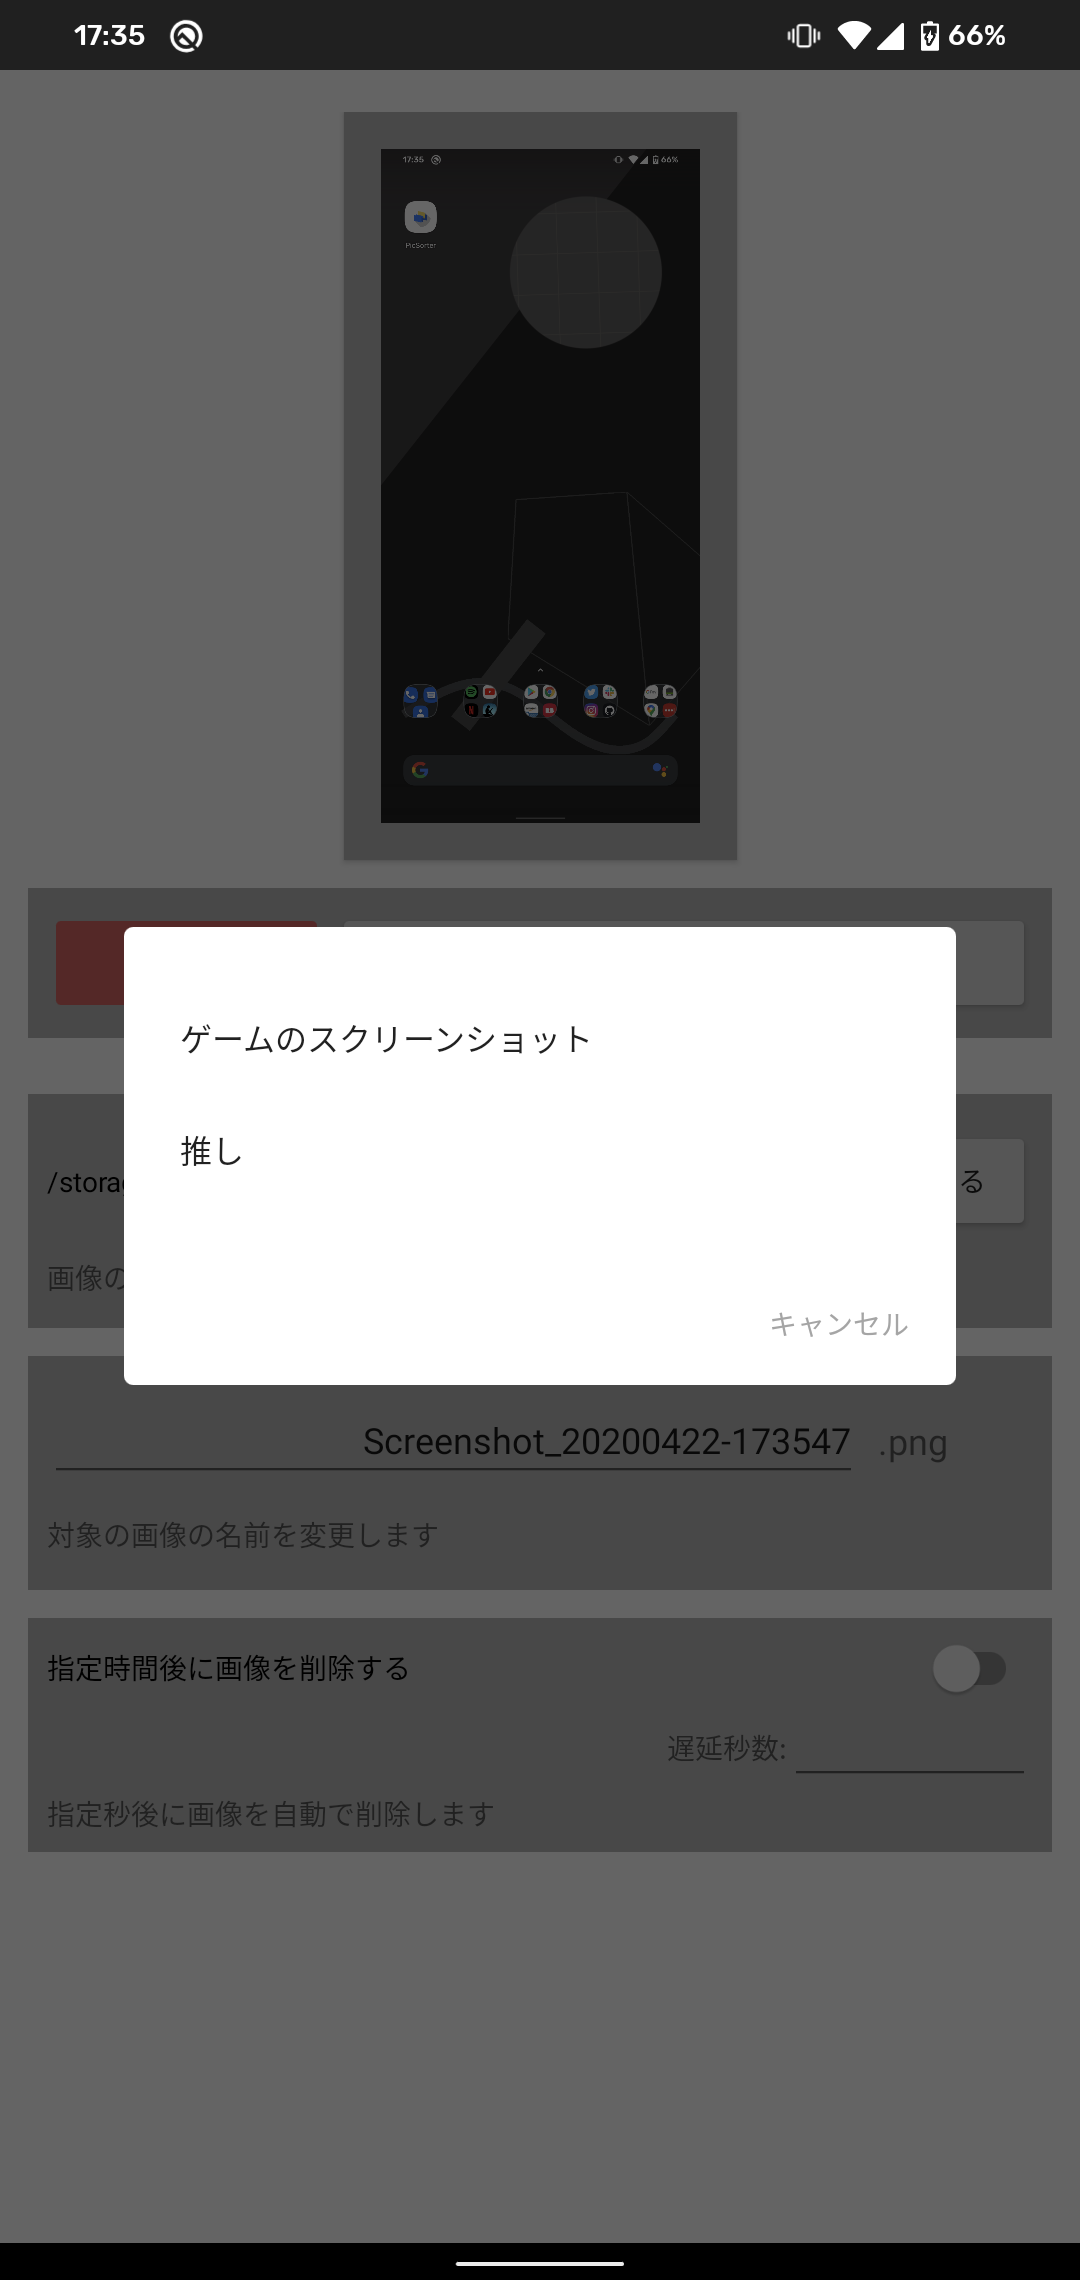 17:35
66%
17:35
66%
PicSorter
ゲームのスクリーンショット
推し
/stora
る
画像の
キャンセル
Screenshot_20200422-173547 .png
対象の画像の名前を変更します
指定時間後に画像を削除する
遅延秒数:
指定秒後に画像を自動で削除します